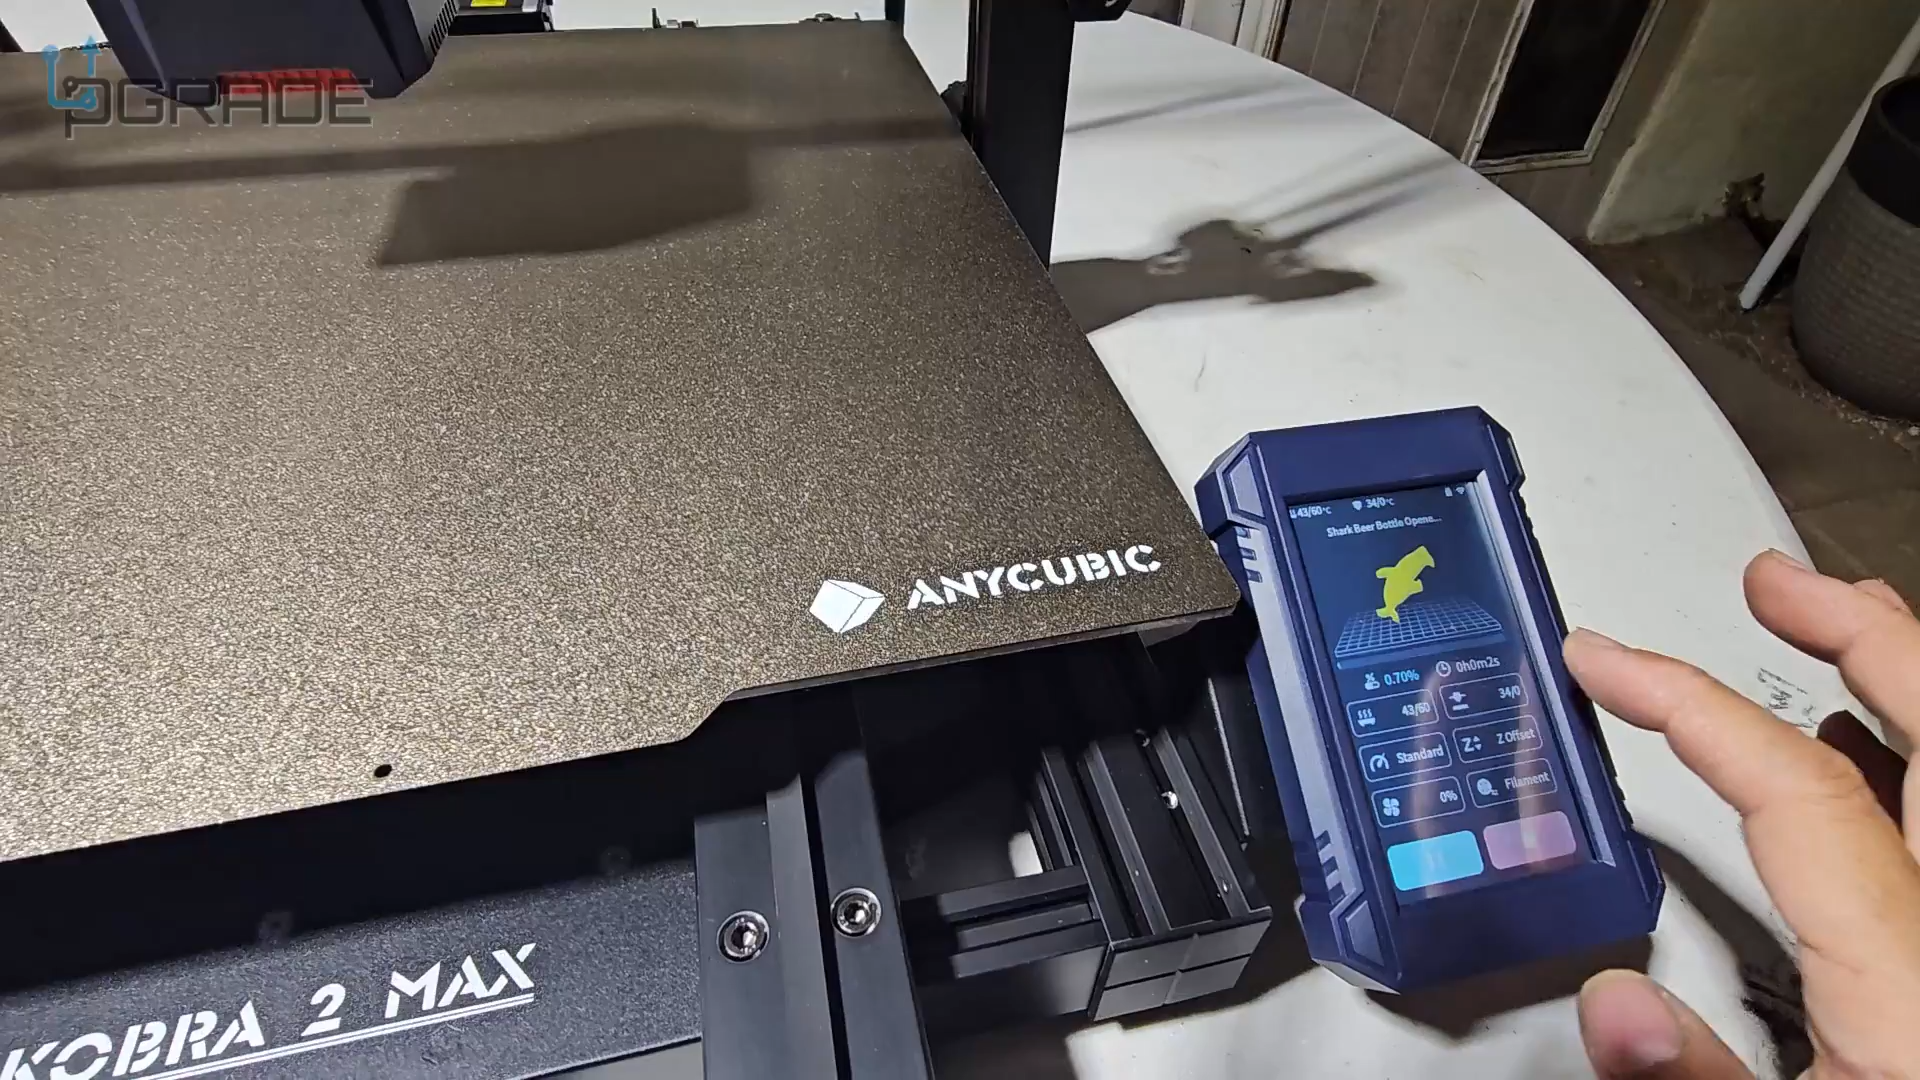 UPGRADE
ANYCUBIC
KOBRA 2 MAX
43/60°C 34/0°C
Shark Beer Bottle Opene...
0.70% 0h0m2s
43/60 34/0
Standard Z Offset
0% Filament